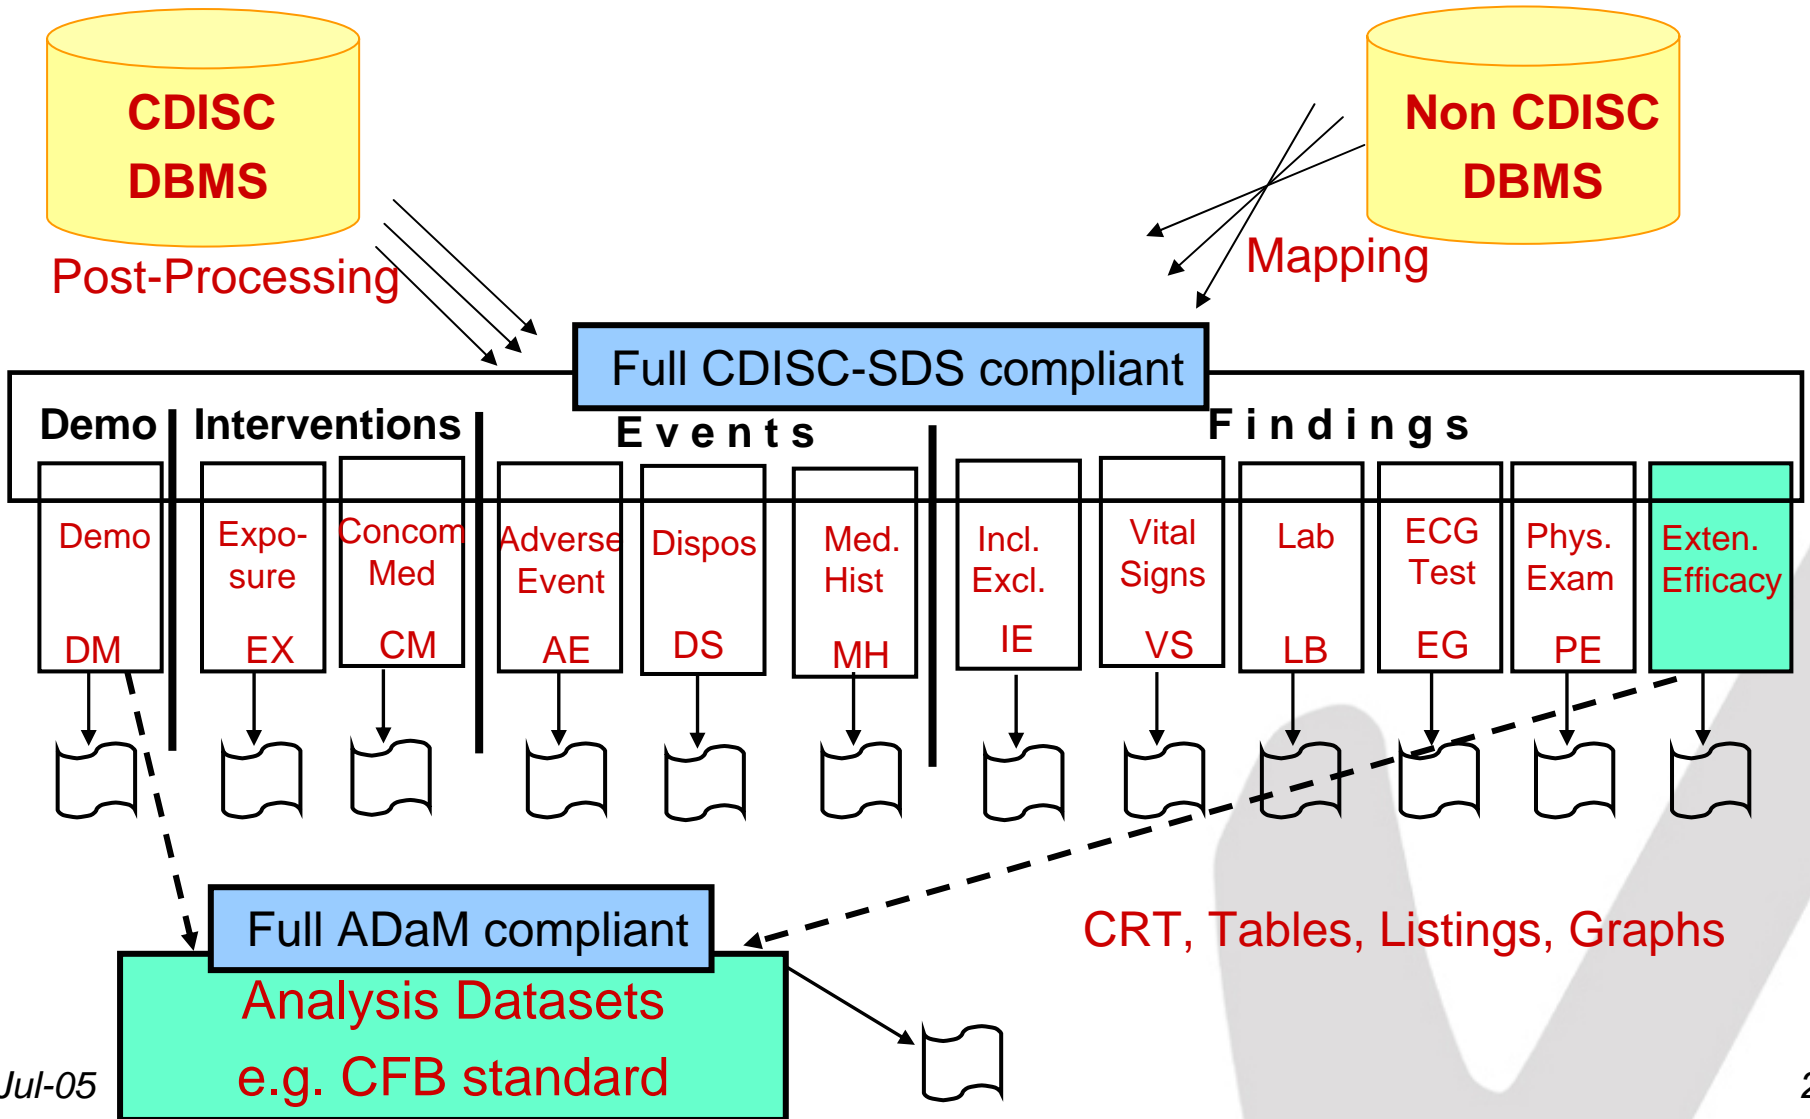 CDISC
DBMS
Non CDISC
DBMS
Post-Processing
Mapping
Full CDISC-SDS compliant
Demo
Interventions
E v e n t s
F i n d i n g s
Demo
DM
Expo-
sure
EX
Concom
Med
CM
Adverse
Event
AE
Dispos
DS
Med.
Hist
MH
Incl.
Excl.
IE
Vital
Signs
VS
Lab
LB
ECG
Test
EG
Phys.
Exam
PE
Exten.
Efficacy
Full ADaM compliant
Analysis Datasets
e.g. CFB standard
CRT, Tables, Listings, Graphs
Jul-05
2